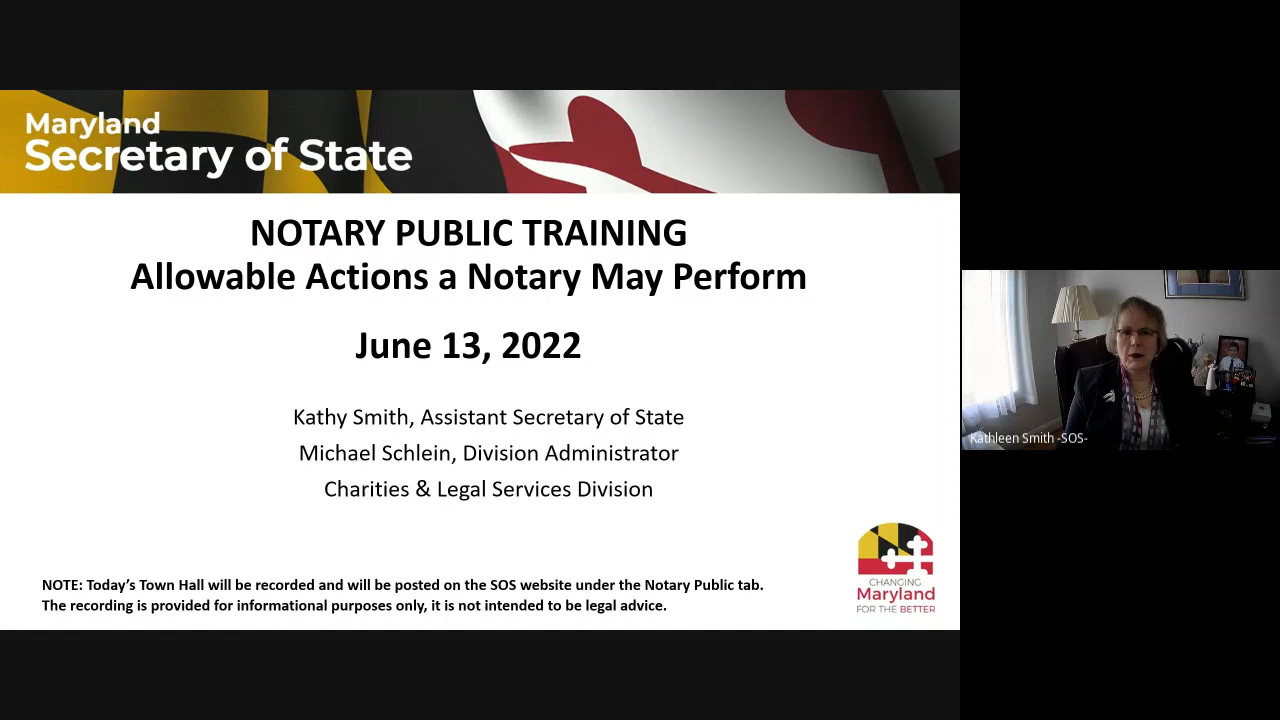 Maryland
Secretary of State
NOTARY PUBLIC TRAINING
Allowable Actions a Notary May Perform
June 13, 2022
Kathy Smith, Assistant Secretary of State
Michael Schlein, Division Administrator
Charities & Legal Services Division
NOTE: Today's Town Hall will be recorded and will be posted on the SOS website under the Notary Public tab.
The recording is provided for informational purposes only, it is not intended to be legal advice.
CHANGING
Maryland
FOR THE BETTER
Kathleen Smith -SOS-